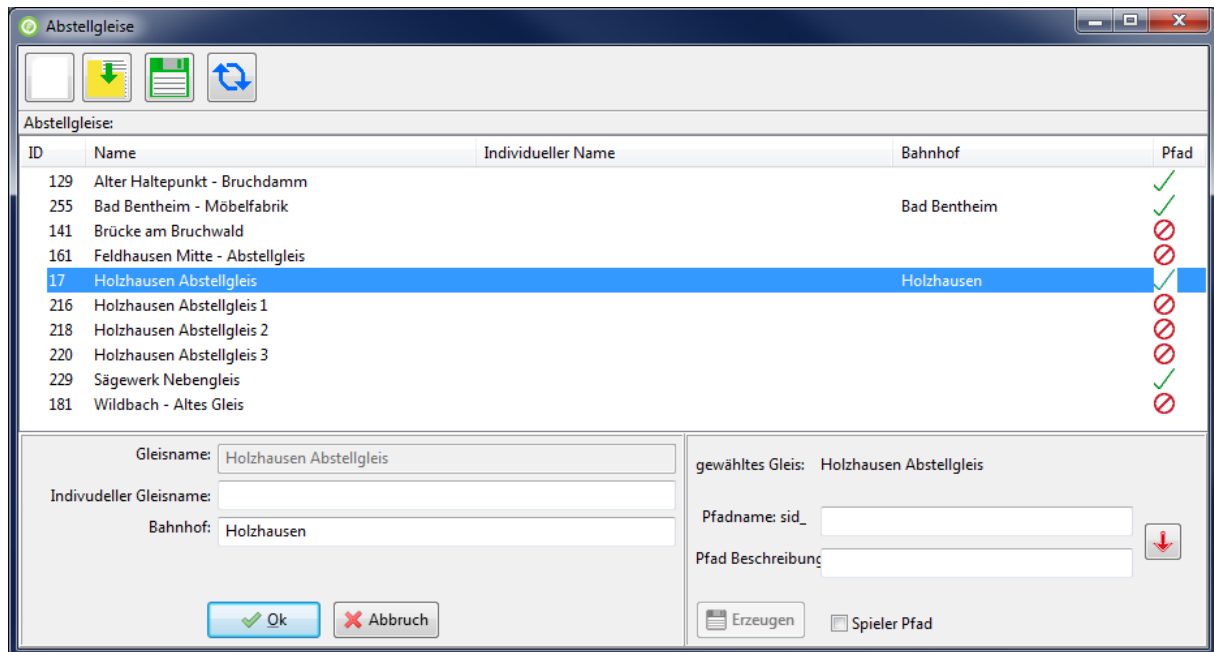 Abstellgleise
Abstellgleise:
ID Name Individueller Name Bahnhof Pfad
129 Alter Haltepunkt - Bruchdamm
255 Bad Bentheim - Möbelfabrik Bad Bentheim
141 Brücke am Bruchwald
161 Feldhausen Mitte - Abstellgleis
17 Holzhausen Abstellgleis Holzhausen
216 Holzhausen Abstellgleis 1
218 Holzhausen Abstellgleis 2
220 Holzhausen Abstellgleis 3
229 Sägewerk Nebengleis
181 Wildbach - Altes Gleis
Gleisname: Holzhausen Abstellgleis
Indivudeller Gleisname:
Bahnhof: Holzhausen
Ok Abbruch
gewähltes Gleis: Holzhausen Abstellgleis
Pfadname: sid_
Pfad Beschreibung
Erzeugen Spieler Pfad